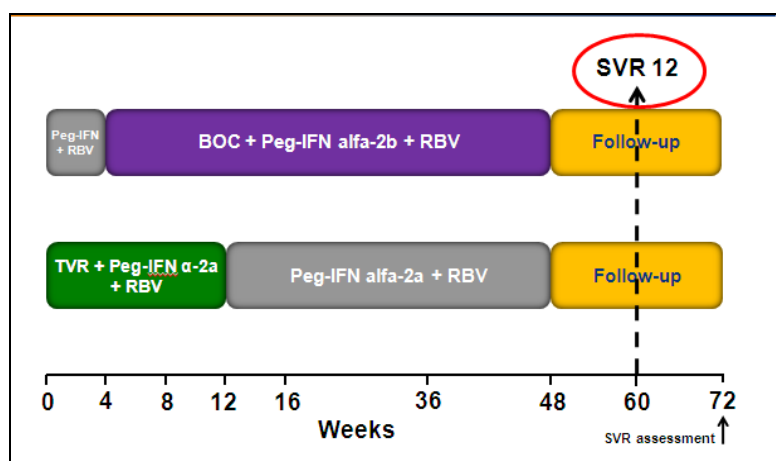 SVR 12
Peg-IFN
+ RBV
BOC + Peg-IFN alfa-2b + RBV
Follow-up
TVR + Peg-IFN α-2a
+ RBV
Peg-IFN alfa-2a + RBV
Follow-up
0 4 8 12 16 36 48 60 72
Weeks
SVR assessment